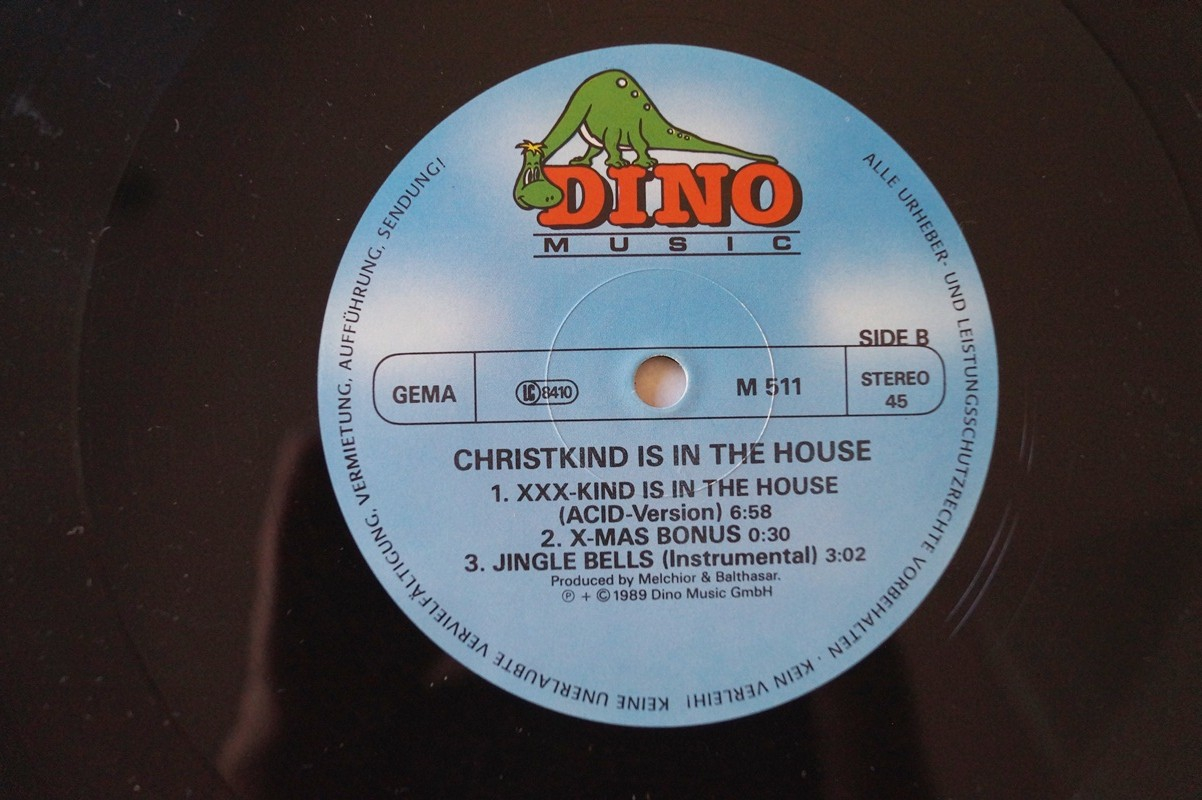 DINO
MUSIC
SIDE B
GEMA
LC 8410
M 511
STEREO
45
CHRISTKIND IS IN THE HOUSE
1. XXX-KIND IS IN THE HOUSE
(ACID-Version) 6:58
2. X-MAS BONUS 0:30
3. JINGLE BELLS (Instrumental) 3:02
Produced by Melchior & Balthasar.
℗ + © 1989 Dino Music GmbH
ALLE URHEBER- UND LEISTUNGSSCHUTZRECHTE VORBEHALTEN · KEIN VERLEIH! KEINE UNERLAUBTE VERVIELFÄLTIGUNG, VERMIETUNG, AUFFÜHRUNG, SENDUNG!